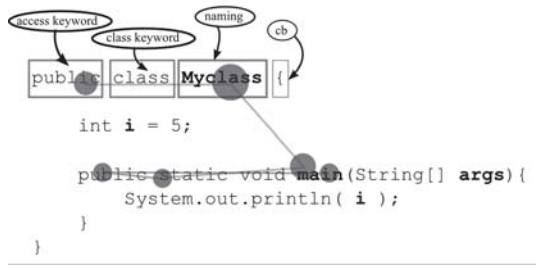 access keyword
class keyword
naming
cb
public class Myclass {
int i = 5;
public static void main(String[] args){
System.out.println( i );
}
}